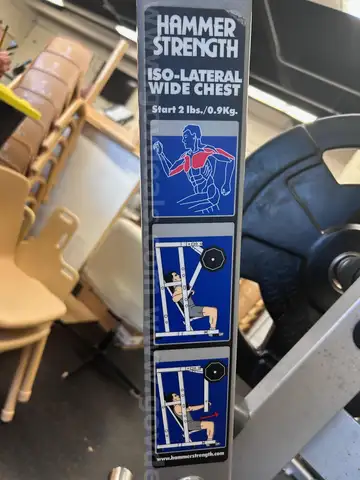 HAMMER
STRENGTH
ISO-LATERAL
WIDE CHEST
Start 2 lbs./0.9Kg.
www.hammerstrength.com